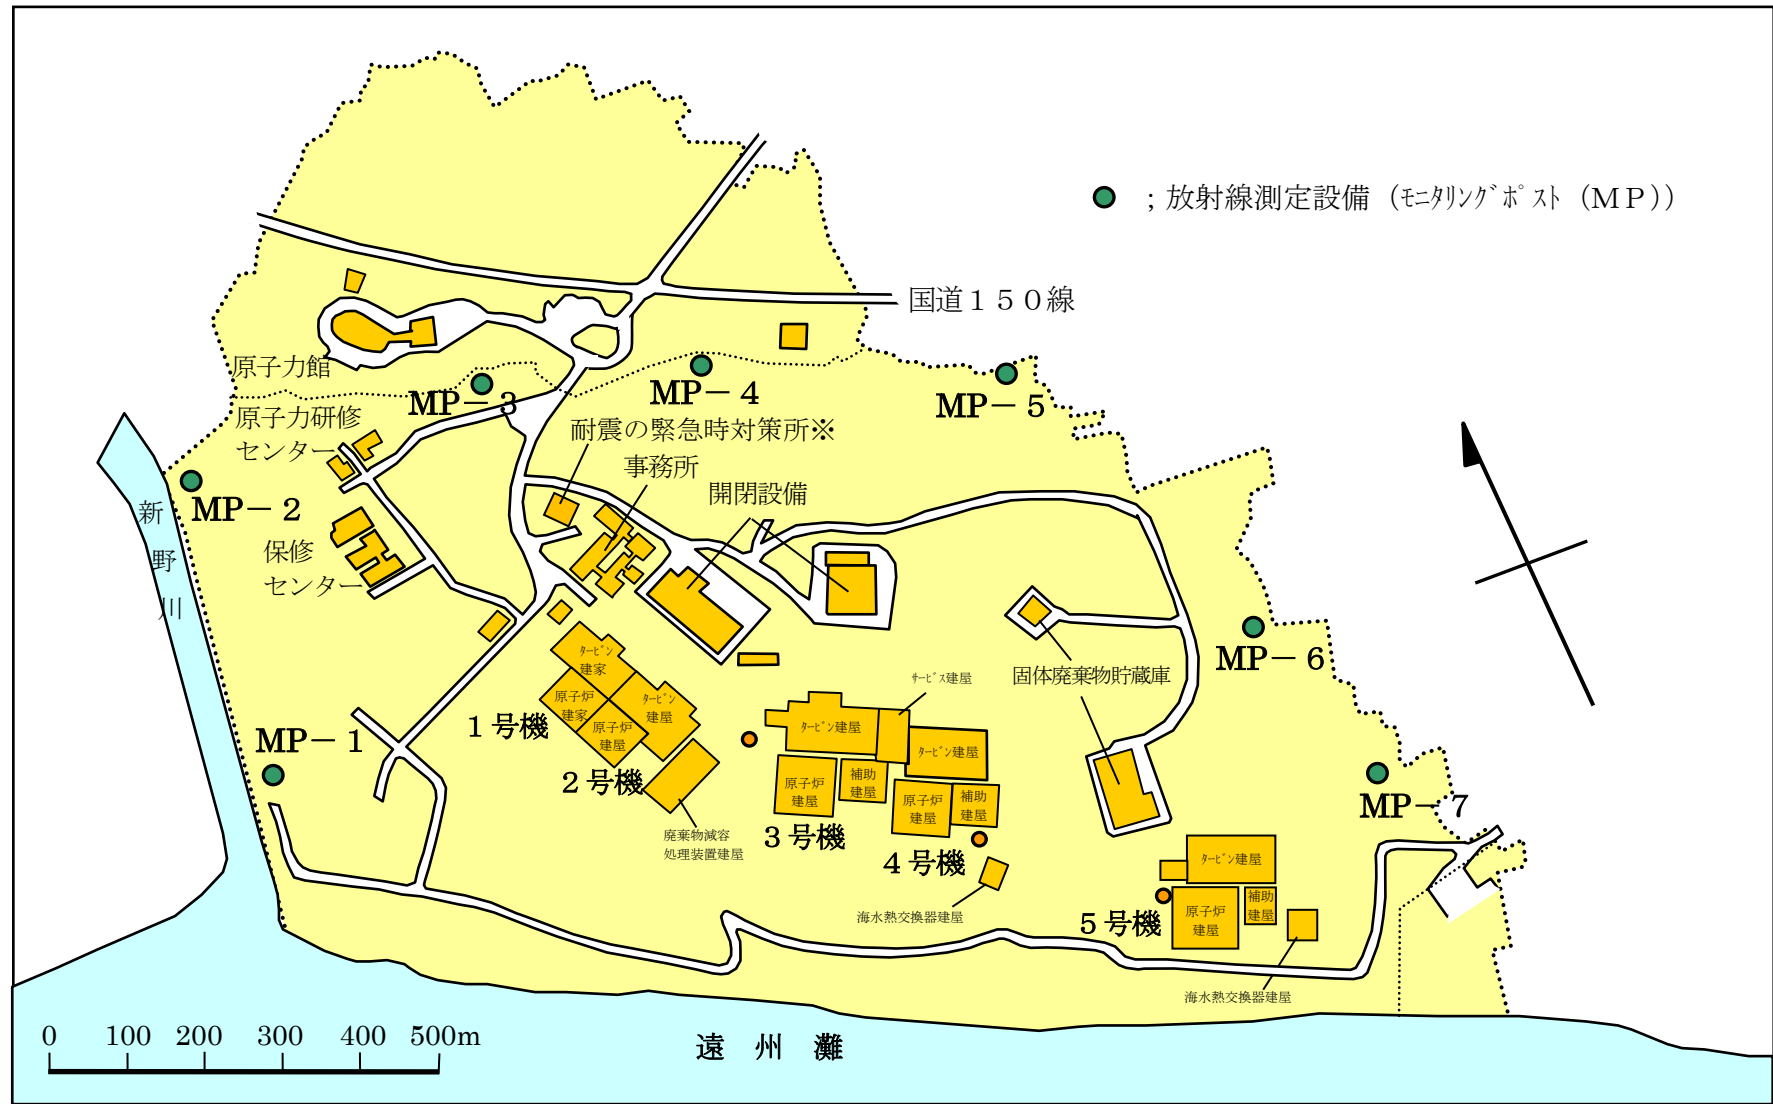 ；放射線測定設備（ﾓﾆﾀﾘﾝｸﾞﾎﾟｽﾄ（ＭＰ））
国道１５０線
原子力館
MP－3
MP－4
MP－5
原子力研修
センター
耐震の緊急時対策所※
事務所
開閉設備
MP－2
新
野
川
保修
センター
MP－6
固体廃棄物貯蔵庫
ｻｰﾋﾞｽ建屋
ﾀｰﾋﾞﾝ
建家
原子炉
建家
ﾀｰﾋﾞﾝ
建屋
原子炉
建屋
１号機
２号機
MP－1
廃棄物減容
処理装置建屋
ﾀｰﾋﾞﾝ建屋
ﾀｰﾋﾞﾝ建屋
原子炉
建屋
補助
建屋
原子炉
建屋
補助
建屋
３号機
４号機
海水熱交換器建屋
MP－7
ﾀｰﾋﾞﾝ建屋
原子炉
建屋
補助
建屋
５号機
海水熱交換器建屋
0 100 200 300 400 500m
遠 州 灘